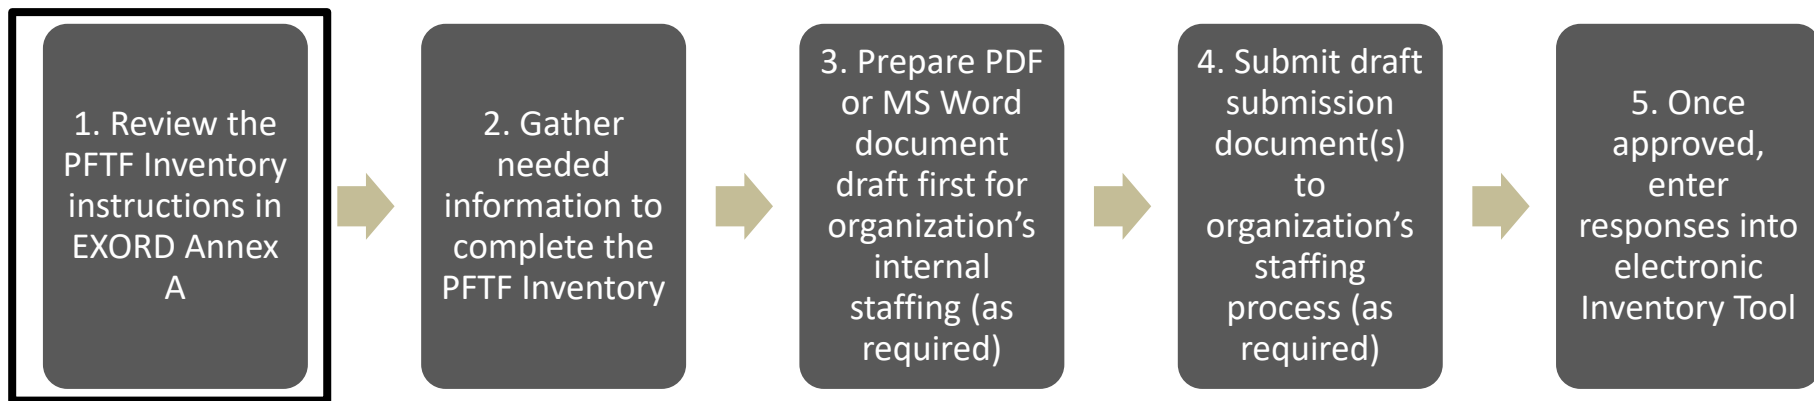 1. Review the
PFTF Inventory
instructions in
EXORD Annex
A
2. Gather
needed
information to
complete the
PFTF Inventory
3. Prepare PDF
or MS Word
document
draft first for
organization’s
internal
staffing (as
required)
4. Submit draft
submission
document(s)
to
organization’s
staffing
process (as
required)
5. Once
approved,
enter
responses into
electronic
Inventory Tool